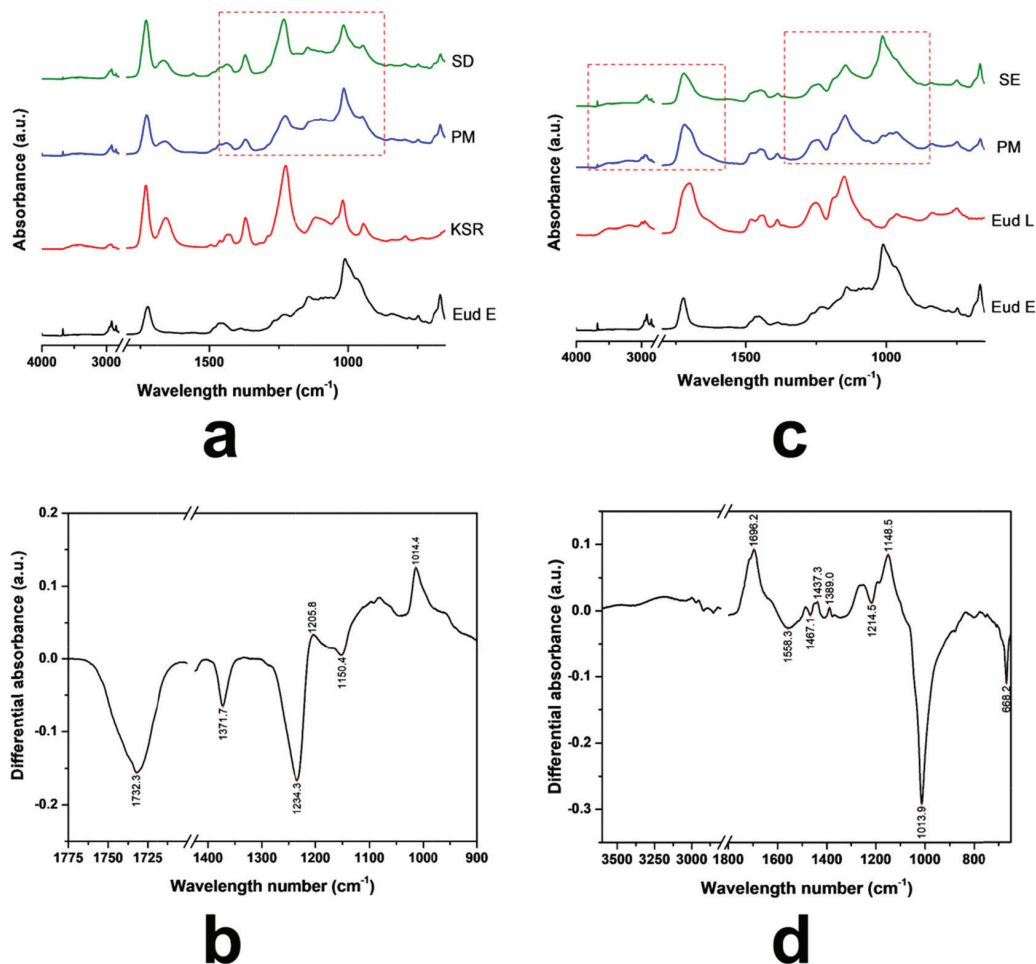 SD
PM
KSR
Eud E
Absorbance (a.u.)
4000 3000 1500 1000
Wavelength number (cm-1)
a
SE
PM
Eud L
Eud E
Absorbance (a.u.)
4000 3000 1500 1000
Wavelength number (cm-1)
c
0.2
0.1
0.0
-0.1
-0.2
Differential absorbance (a.u.)
1732.3
1371.7
1234.3
1205.8
1150.4
1014.4
1775 1750 1725 1400 1300 1200 1100 1000 900
Wavelength number (cm-1)
b
0.1
0.0
-0.1
-0.2
-0.3
Differential absorbance (a.u.)
1696.2
1558.3
1467.1
1437.3
1389.0
1214.5
1148.5
1013.9
668.2
3500 3250 3000 1800 1600 1400 1200 1000 800
Wavelength number (cm-1)
d